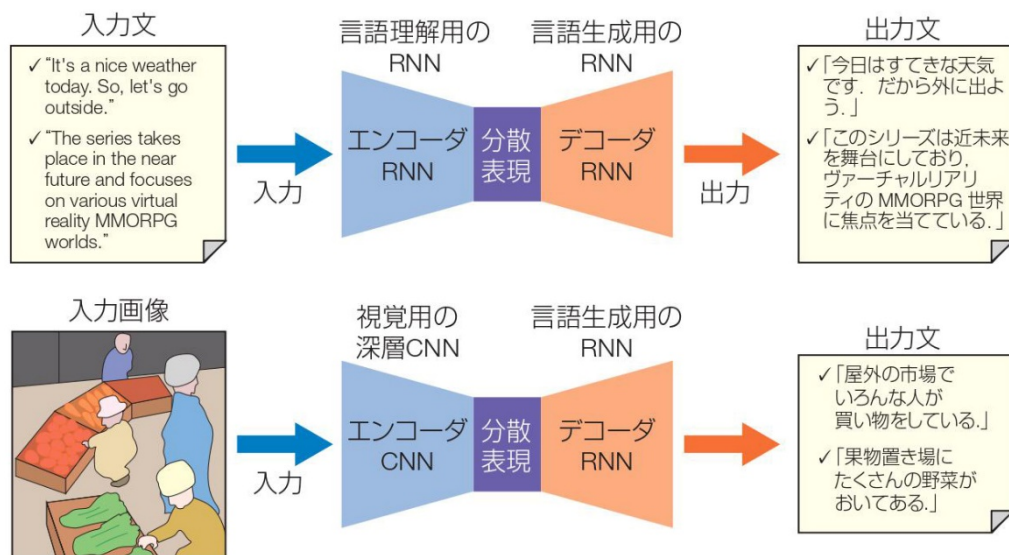 入力文
✓ “It's a nice weather
today. So, let's go
outside.”
✓ “The series takes
place in the near
future and focuses
on various virtual
reality MMORPG
worlds.”
入力
言語理解用の
RNN
エンコーダ
RNN
分散
表現
言語生成用の
RNN
デコーダ
RNN
出力
出力文
✓「今日はすてきな天気
です．だから外に出よ
う．」
✓「このシリーズは近未来
を舞台にしており，
ヴァーチャルリアリ
ティの MMORPG 世界
に焦点を当てている．」
入力画像
入力
視覚用の
深層CNN
エンコーダ
CNN
分散
表現
言語生成用の
RNN
デコーダ
RNN
出力文
✓「屋外の市場で
いろんな人が
買い物をしている．」
✓「果物置き場に
たくさんの野菜が
おいてある．」